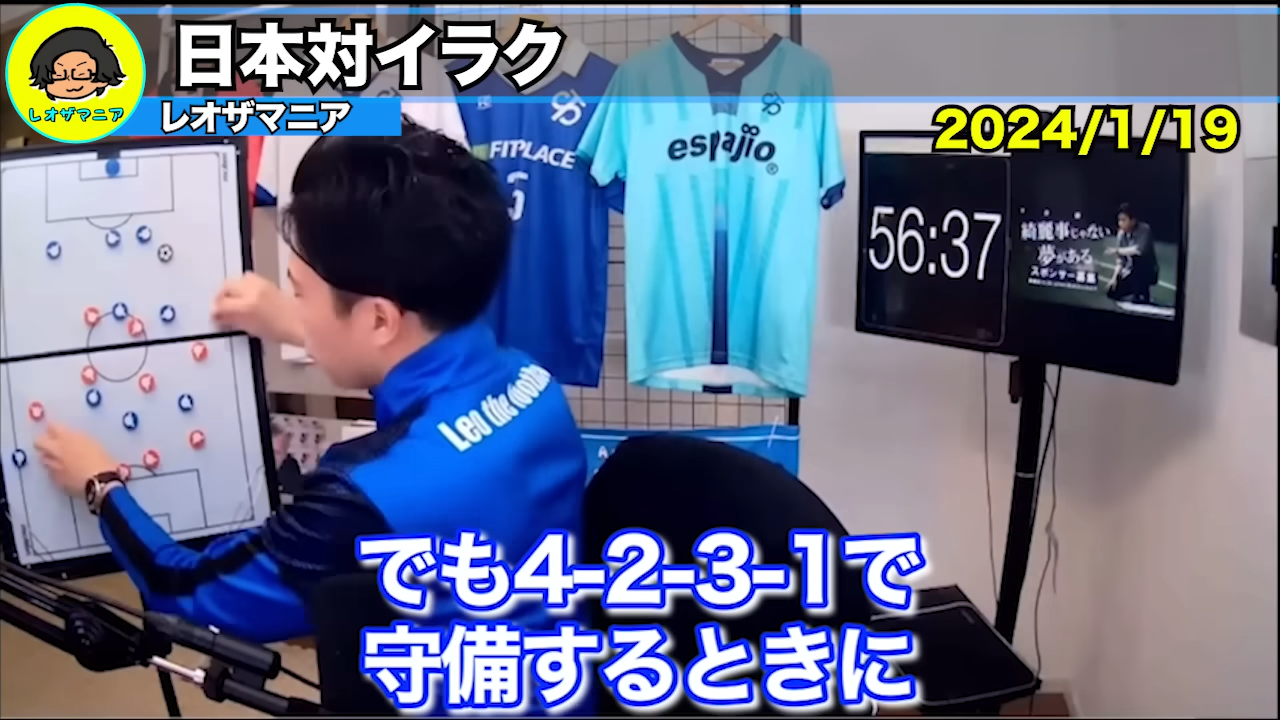 日本対イラク
レオザマニア
レオザマニア
2024/1/19
FITPLACE
5
espajio
56:37
綺麗事じゃない
夢がある
スポンサー募集
Leo the
でも4-2-3-1で
守備するときに